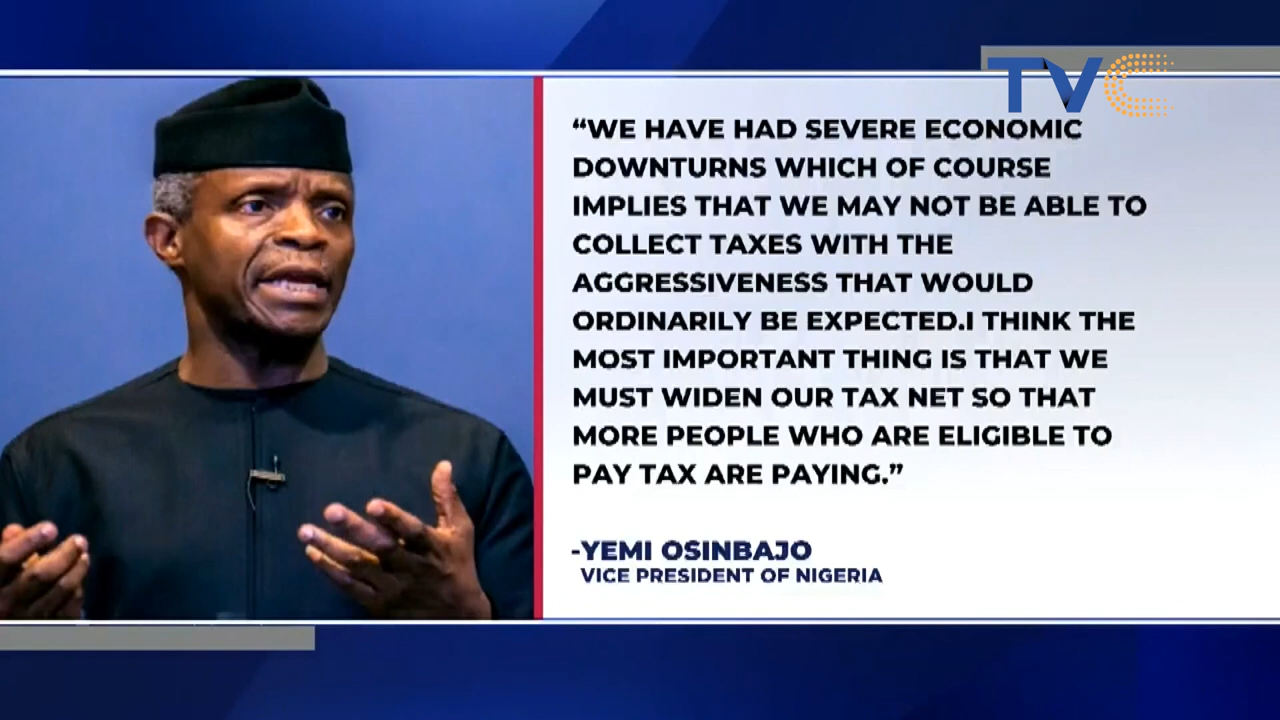 TVC
“WE HAVE HAD SEVERE ECONOMIC
DOWNTURNS WHICH OF COURSE
IMPLIES THAT WE MAY NOT BE ABLE TO
COLLECT TAXES WITH THE
AGGRESSIVENESS THAT WOULD
ORDINARILY BE EXPECTED.I THINK THE
MOST IMPORTANT THING IS THAT WE
MUST WIDEN OUR TAX NET SO THAT
MORE PEOPLE WHO ARE ELIGIBLE TO
PAY TAX ARE PAYING.”
-YEMI OSINBAJO
VICE PRESIDENT OF NIGERIA